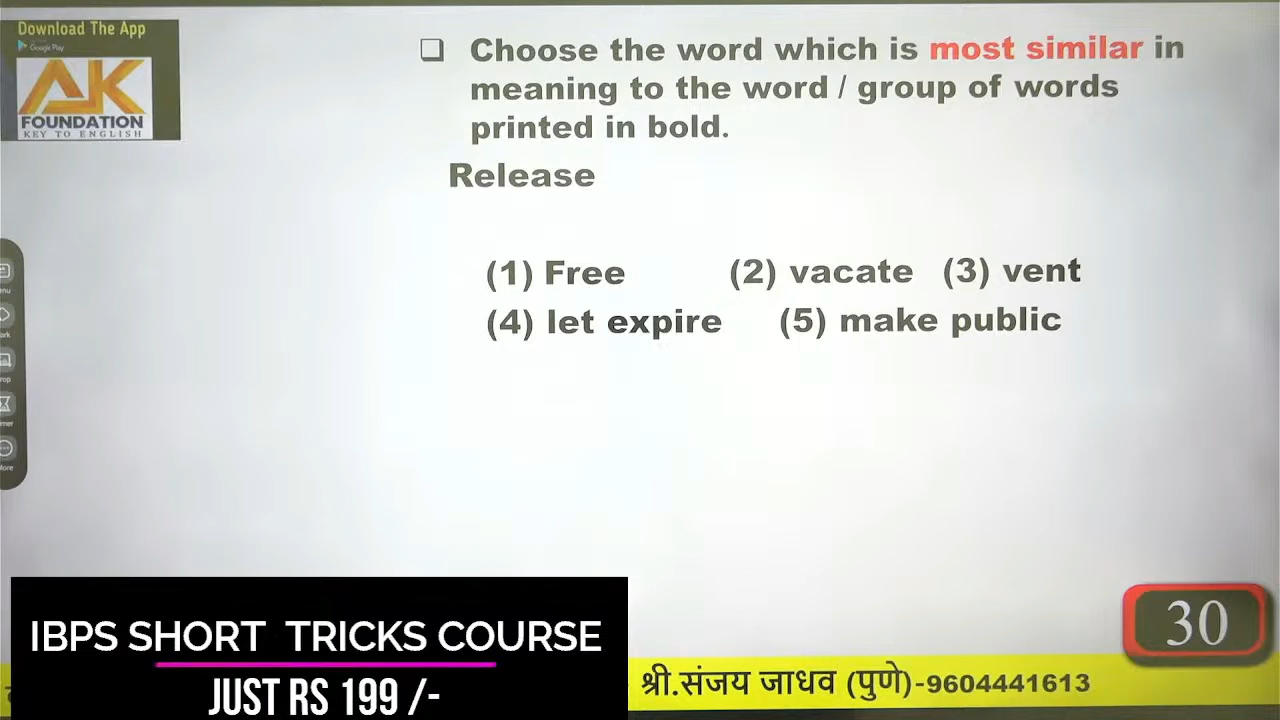 Download The App
Google Play
AK
FOUNDATION
KEY TO ENGLISH
❑ Choose the word which is most similar in
meaning to the word / group of words
printed in bold.
Release
(1) Free (2) vacate (3) vent
(4) let expire (5) make public
30
IBPS SHORT TRICKS COURSE
JUST RS 199 /-
श्री.संजय जाधव (पुणे)-9604441613